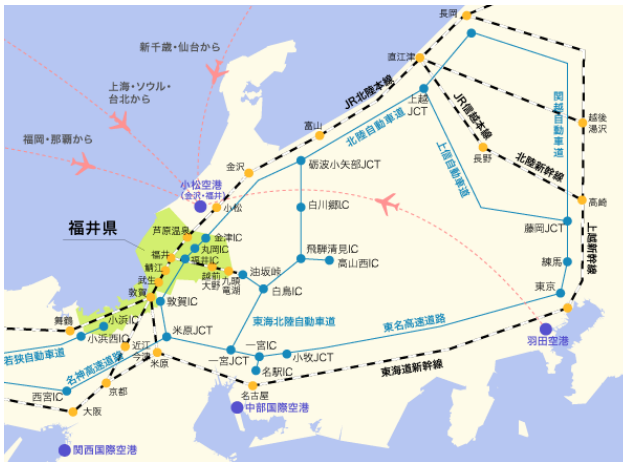 長岡
新千歳・仙台から
直江津
上海・ソウル・
台北から
JR北陸本線
上越
JCT
関越自動車道
越後
湯沢
福岡・那覇から
富山
北陸自動車道
JR信越本線
長野
北陸新幹線
金沢
砺波小矢部JCT
上信自動車道
高崎
小松空港
(金沢・福井)
小松
白川郷IC
藤岡JCT
上越新幹線
福井県
芦原温泉
金津IC
丸岡IC
福井
福井IC
飛騨清見IC
高山西IC
練馬
鯖江
越前
大野
九頭
竜湖
油坂峠
武生
白鳥IC
東京
敦賀
敦賀IC
舞鶴
小浜IC
小浜西IC
米原JCT
東海北陸自動車道
東名高速道路
羽田空港
若狭自動車道
名神高速道路
近江
今津
米原
一宮JCT
一宮IC
小牧JCT
東海道新幹線
西宮IC
京都
名駅IC
名古屋
大阪
中部国際空港
関西国際空港